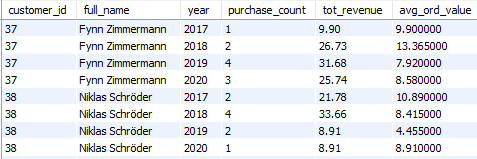 customer_id full_name year purchase_count tot_revenue avg_ord_value
37 Fynn Zimmermann 2017 1 9.90 9.900000
37 Fynn Zimmermann 2018 2 26.73 13.365000
37 Fynn Zimmermann 2019 4 31.68 7.920000
37 Fynn Zimmermann 2020 3 25.74 8.580000
38 Niklas Schröder 2017 2 21.78 10.890000
38 Niklas Schröder 2018 4 33.66 8.415000
38 Niklas Schröder 2019 2 8.91 4.455000
38 Niklas Schröder 2020 1 8.91 8.910000